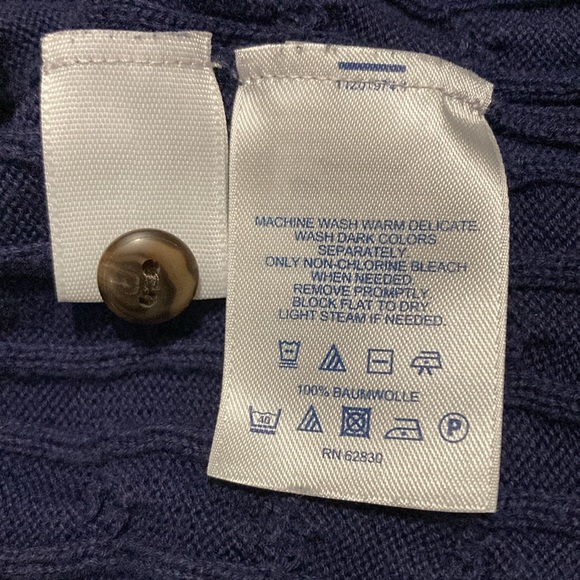 MACHINE WASH WARM DELICATE.
WASH DARK COLORS
SEPARATELY.
ONLY NON-CHLORINE BLEACH
WHEN NEEDED.
REMOVE PROMPTLY.
BLOCK FLAT TO DRY.
LIGHT STEAM IF NEEDED.
100% BAUMWOLLE
40 P
RN 62830